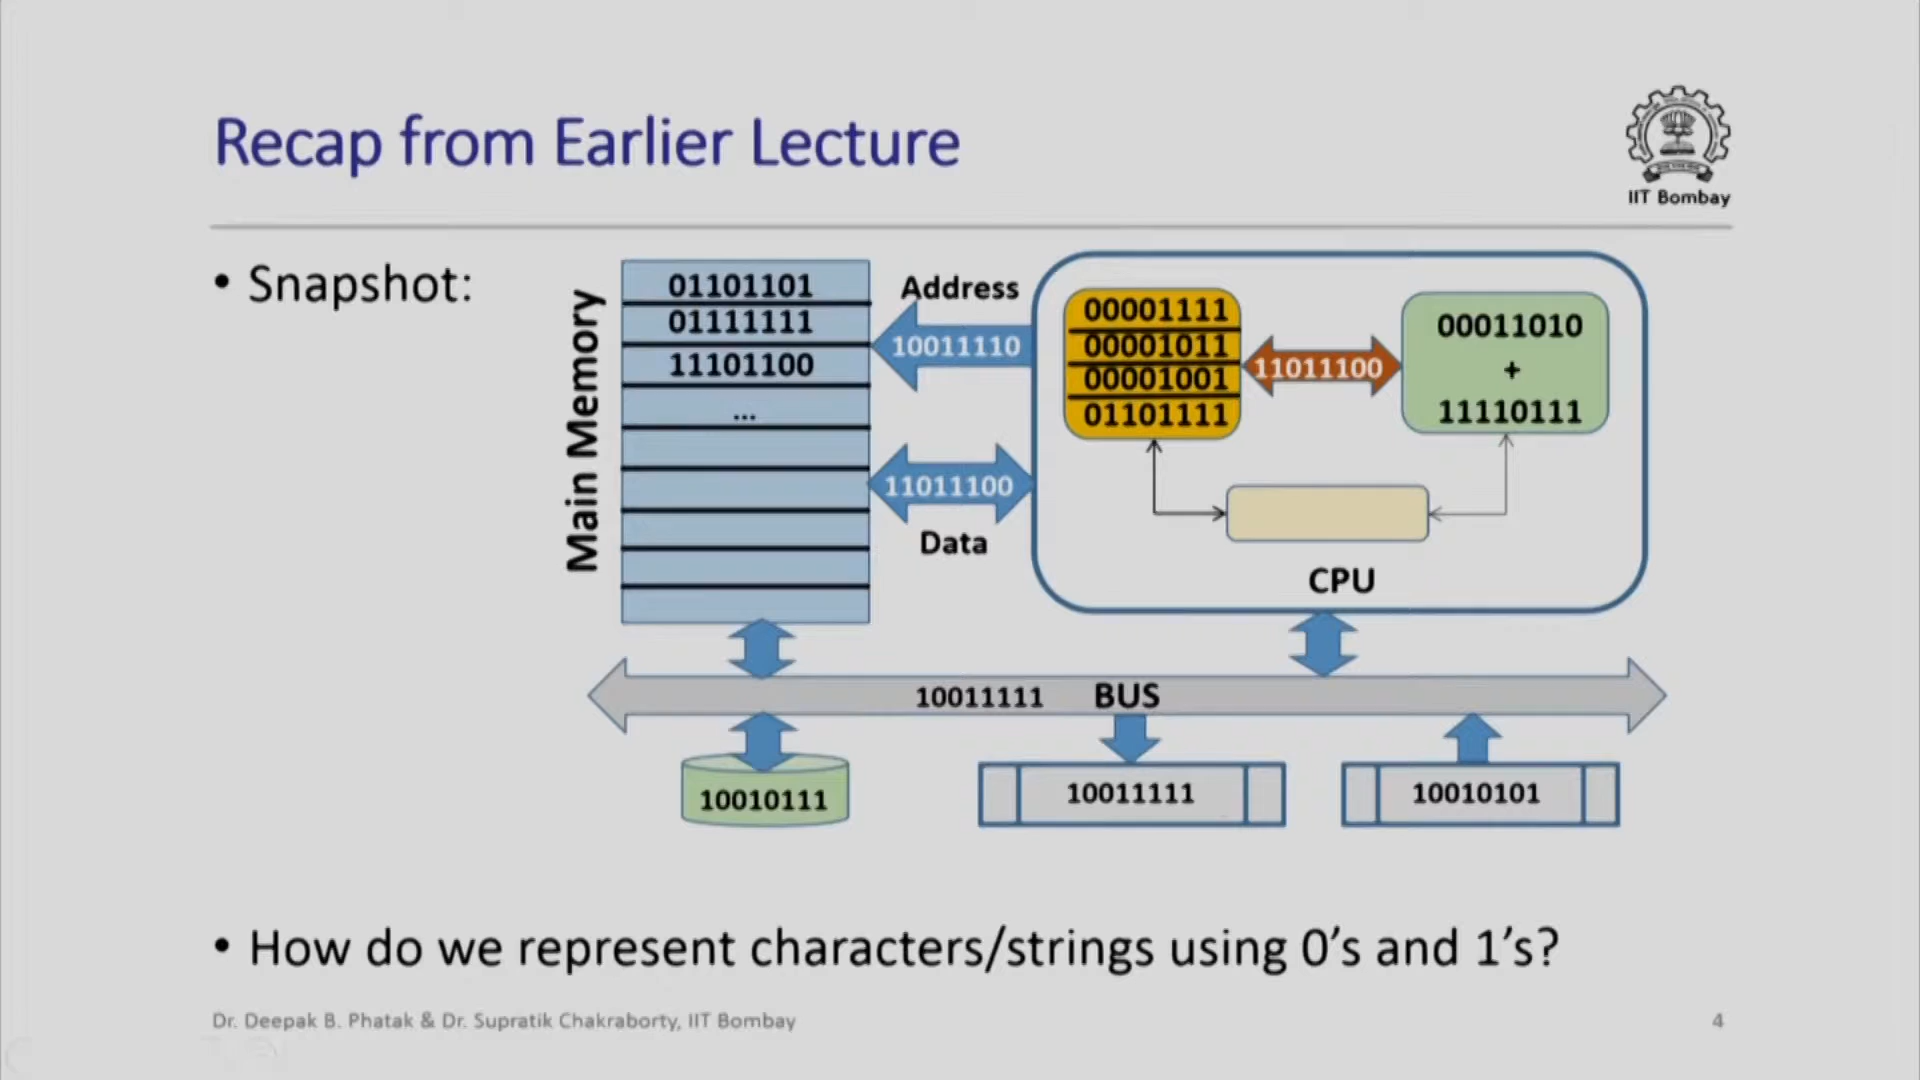 Recap from Earlier Lecture
IIT Bombay
• Snapshot:
Main Memory
01101101
01111111
11101100
...
Address
10011110
11011100
Data
00001111
00001011
00001001
01101111
11011100
00011010
+
11110111
CPU
10011111 BUS
10010111
10011111
10010101
• How do we represent characters/strings using 0’s and 1’s?
Dr. Deepak B. Phatak & Dr. Supratik Chakraborty, IIT Bombay
4